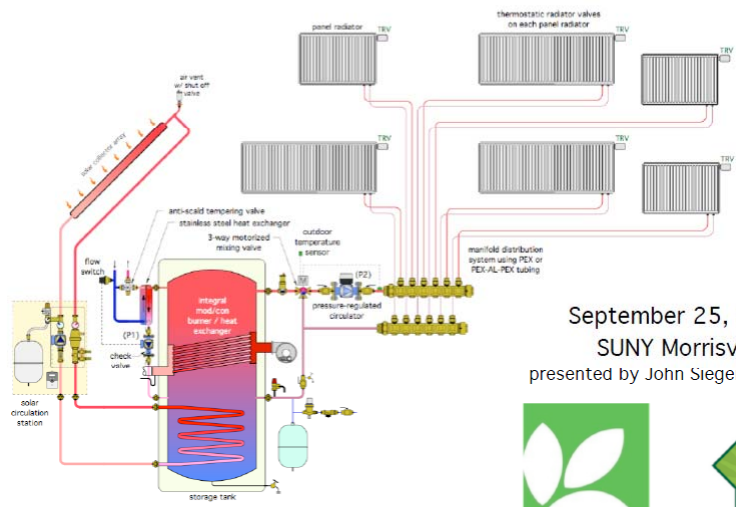 panel radiator
TRV
thermostatic radiator valves
on each panel radiator
TRV
TRV
air vent
w/ shut off
valve
solar collector array
TRV
TRV
TRV
anti-scald tempering valve
stainless steel heat exchanger
3-way motorized
mixing valve
outdoor
temperature
sensor
flow
switch
M
(P2)
manifold distribution
system using PEX or
PEX-AL-PEX tubing
pressure-regulated
circulator
integral
mod/con
burner / heat
exchanger
(P1)
check
valve
solar
circulation
station
storage tank
September 25,
SUNY Morrisv
presented by John Siege